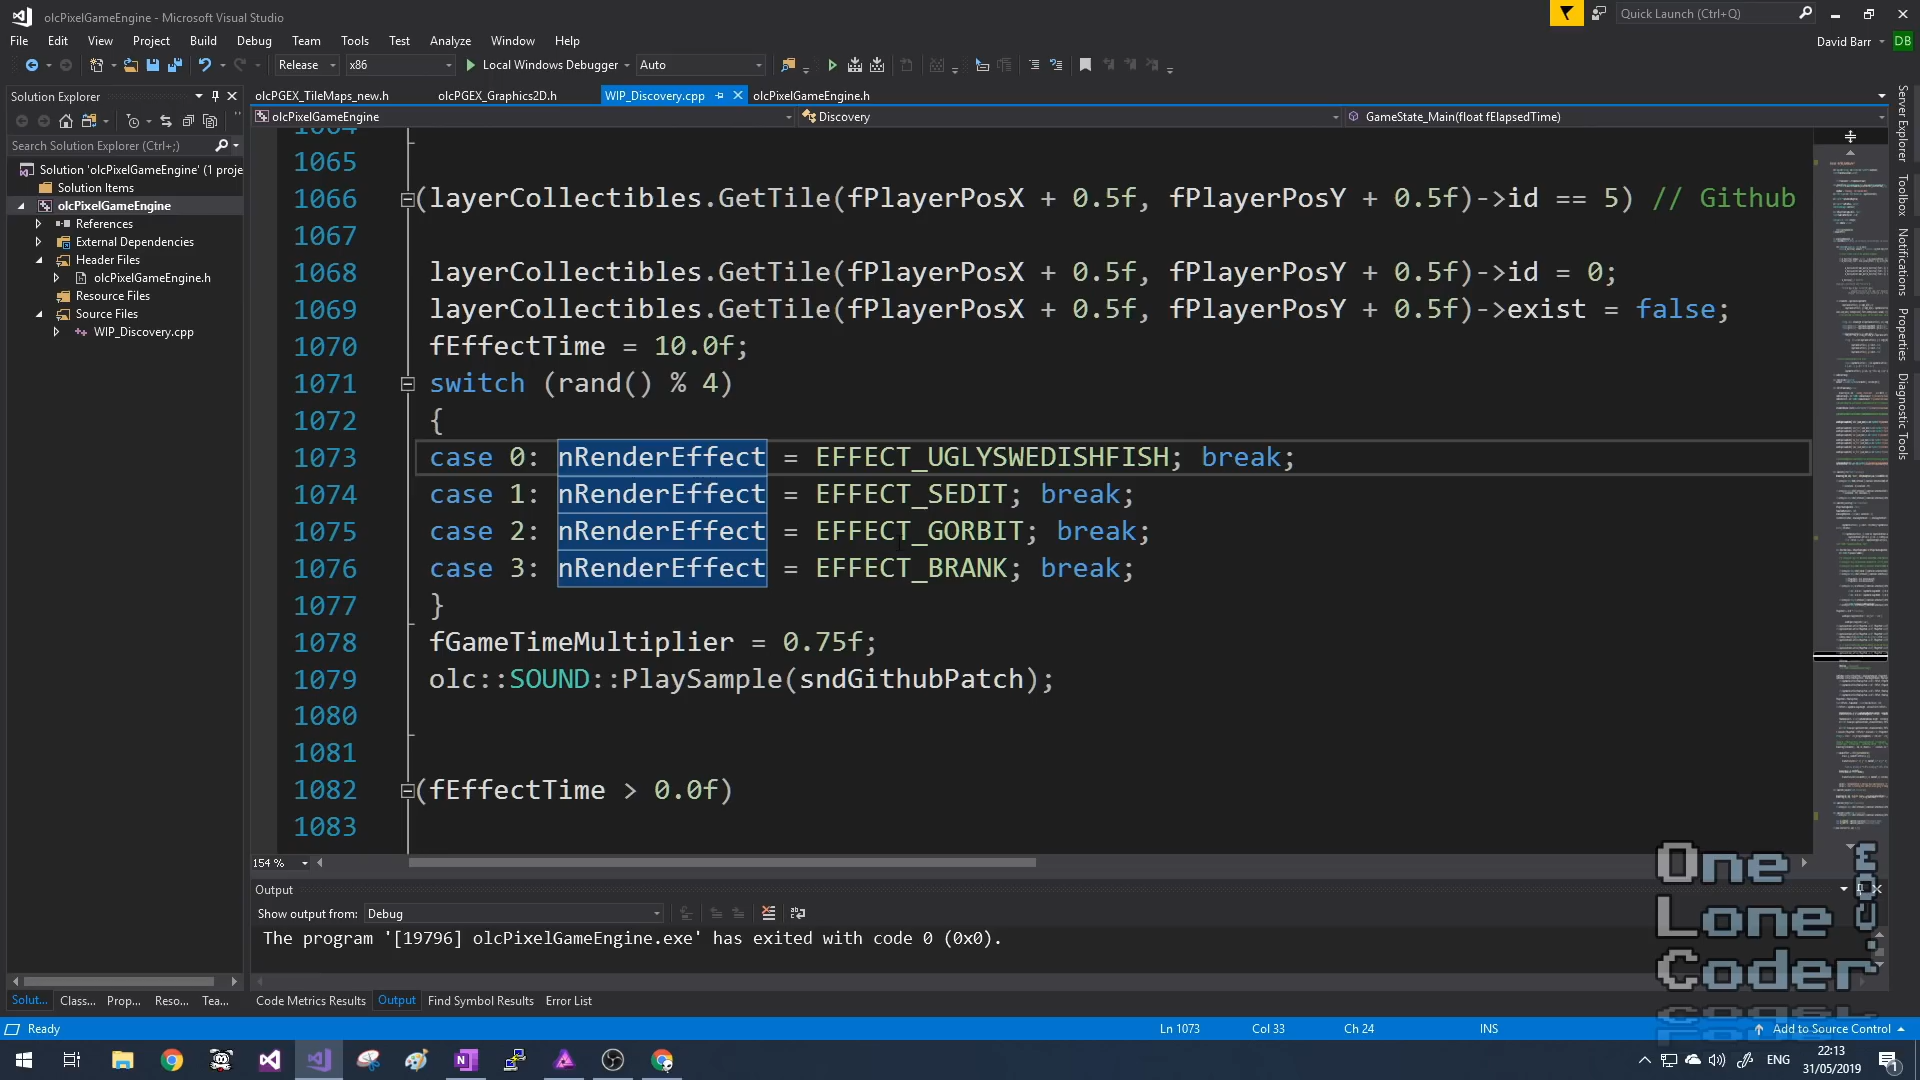 olcPixelGameEngine - Microsoft Visual Studio
Quick Launch (Ctrl+Q)
File Edit View Project Build Debug Team Tools Test Analyze Window Help
David Barr DB
Release x86 Local Windows Debugger Auto
Solution Explorer
olcPGEX_TileMaps_new.h olcPGEX_Graphics2D.h WIP_Discovery.cpp olcPixelGameEngine.h
olcPixelGameEngine Discovery GameState_Main(float fElapsedTime)
Search Solution Explorer (Ctrl+;)
Solution 'olcPixelGameEngine' (1 proje
Solution Items
olcPixelGameEngine
References
External Dependencies
Header Files
olcPixelGameEngine.h
Resource Files
Source Files
WIP_Discovery.cpp
1064
1065
1066 (layerCollectibles.GetTile(fPlayerPosX + 0.5f, fPlayerPosY + 0.5f)->id == 5) // Github
1067
1068 layerCollectibles.GetTile(fPlayerPosX + 0.5f, fPlayerPosY + 0.5f)->id = 0;
1069 layerCollectibles.GetTile(fPlayerPosX + 0.5f, fPlayerPosY + 0.5f)->exist = false;
1070 fEffectTime = 10.0f;
1071 switch (rand() % 4)
1072 {
1073 case 0: nRenderEffect = EFFECT_UGLYSWEDISHFISH; break;
1074 case 1: nRenderEffect = EFFECT_SEDIT; break;
1075 case 2: nRenderEffect = EFFECT_GORBIT; break;
1076 case 3: nRenderEffect = EFFECT_BRANK; break;
1077 }
1078 fGameTimeMultiplier = 0.75f;
1079 olc::SOUND::PlaySample(sndGithubPatch);
1080
1081
1082 (fEffectTime > 0.0f)
1083
154 %
Server Explorer
Toolbox
Notifications
Properties
Diagnostic Tools
Output
Show output from: Debug
The program '[19796] olcPixelGameEngine.exe' has exited with code 0 (0x0).
Solut... Class... Prop... Reso... Tea...
Code Metrics Results Output Find Symbol Results Error List
One
Lone
Coder
.com
Ready Ln 1073 Col 33 Ch 24 INS Add to Source Control
ENG
22:13
31/05/2019
1